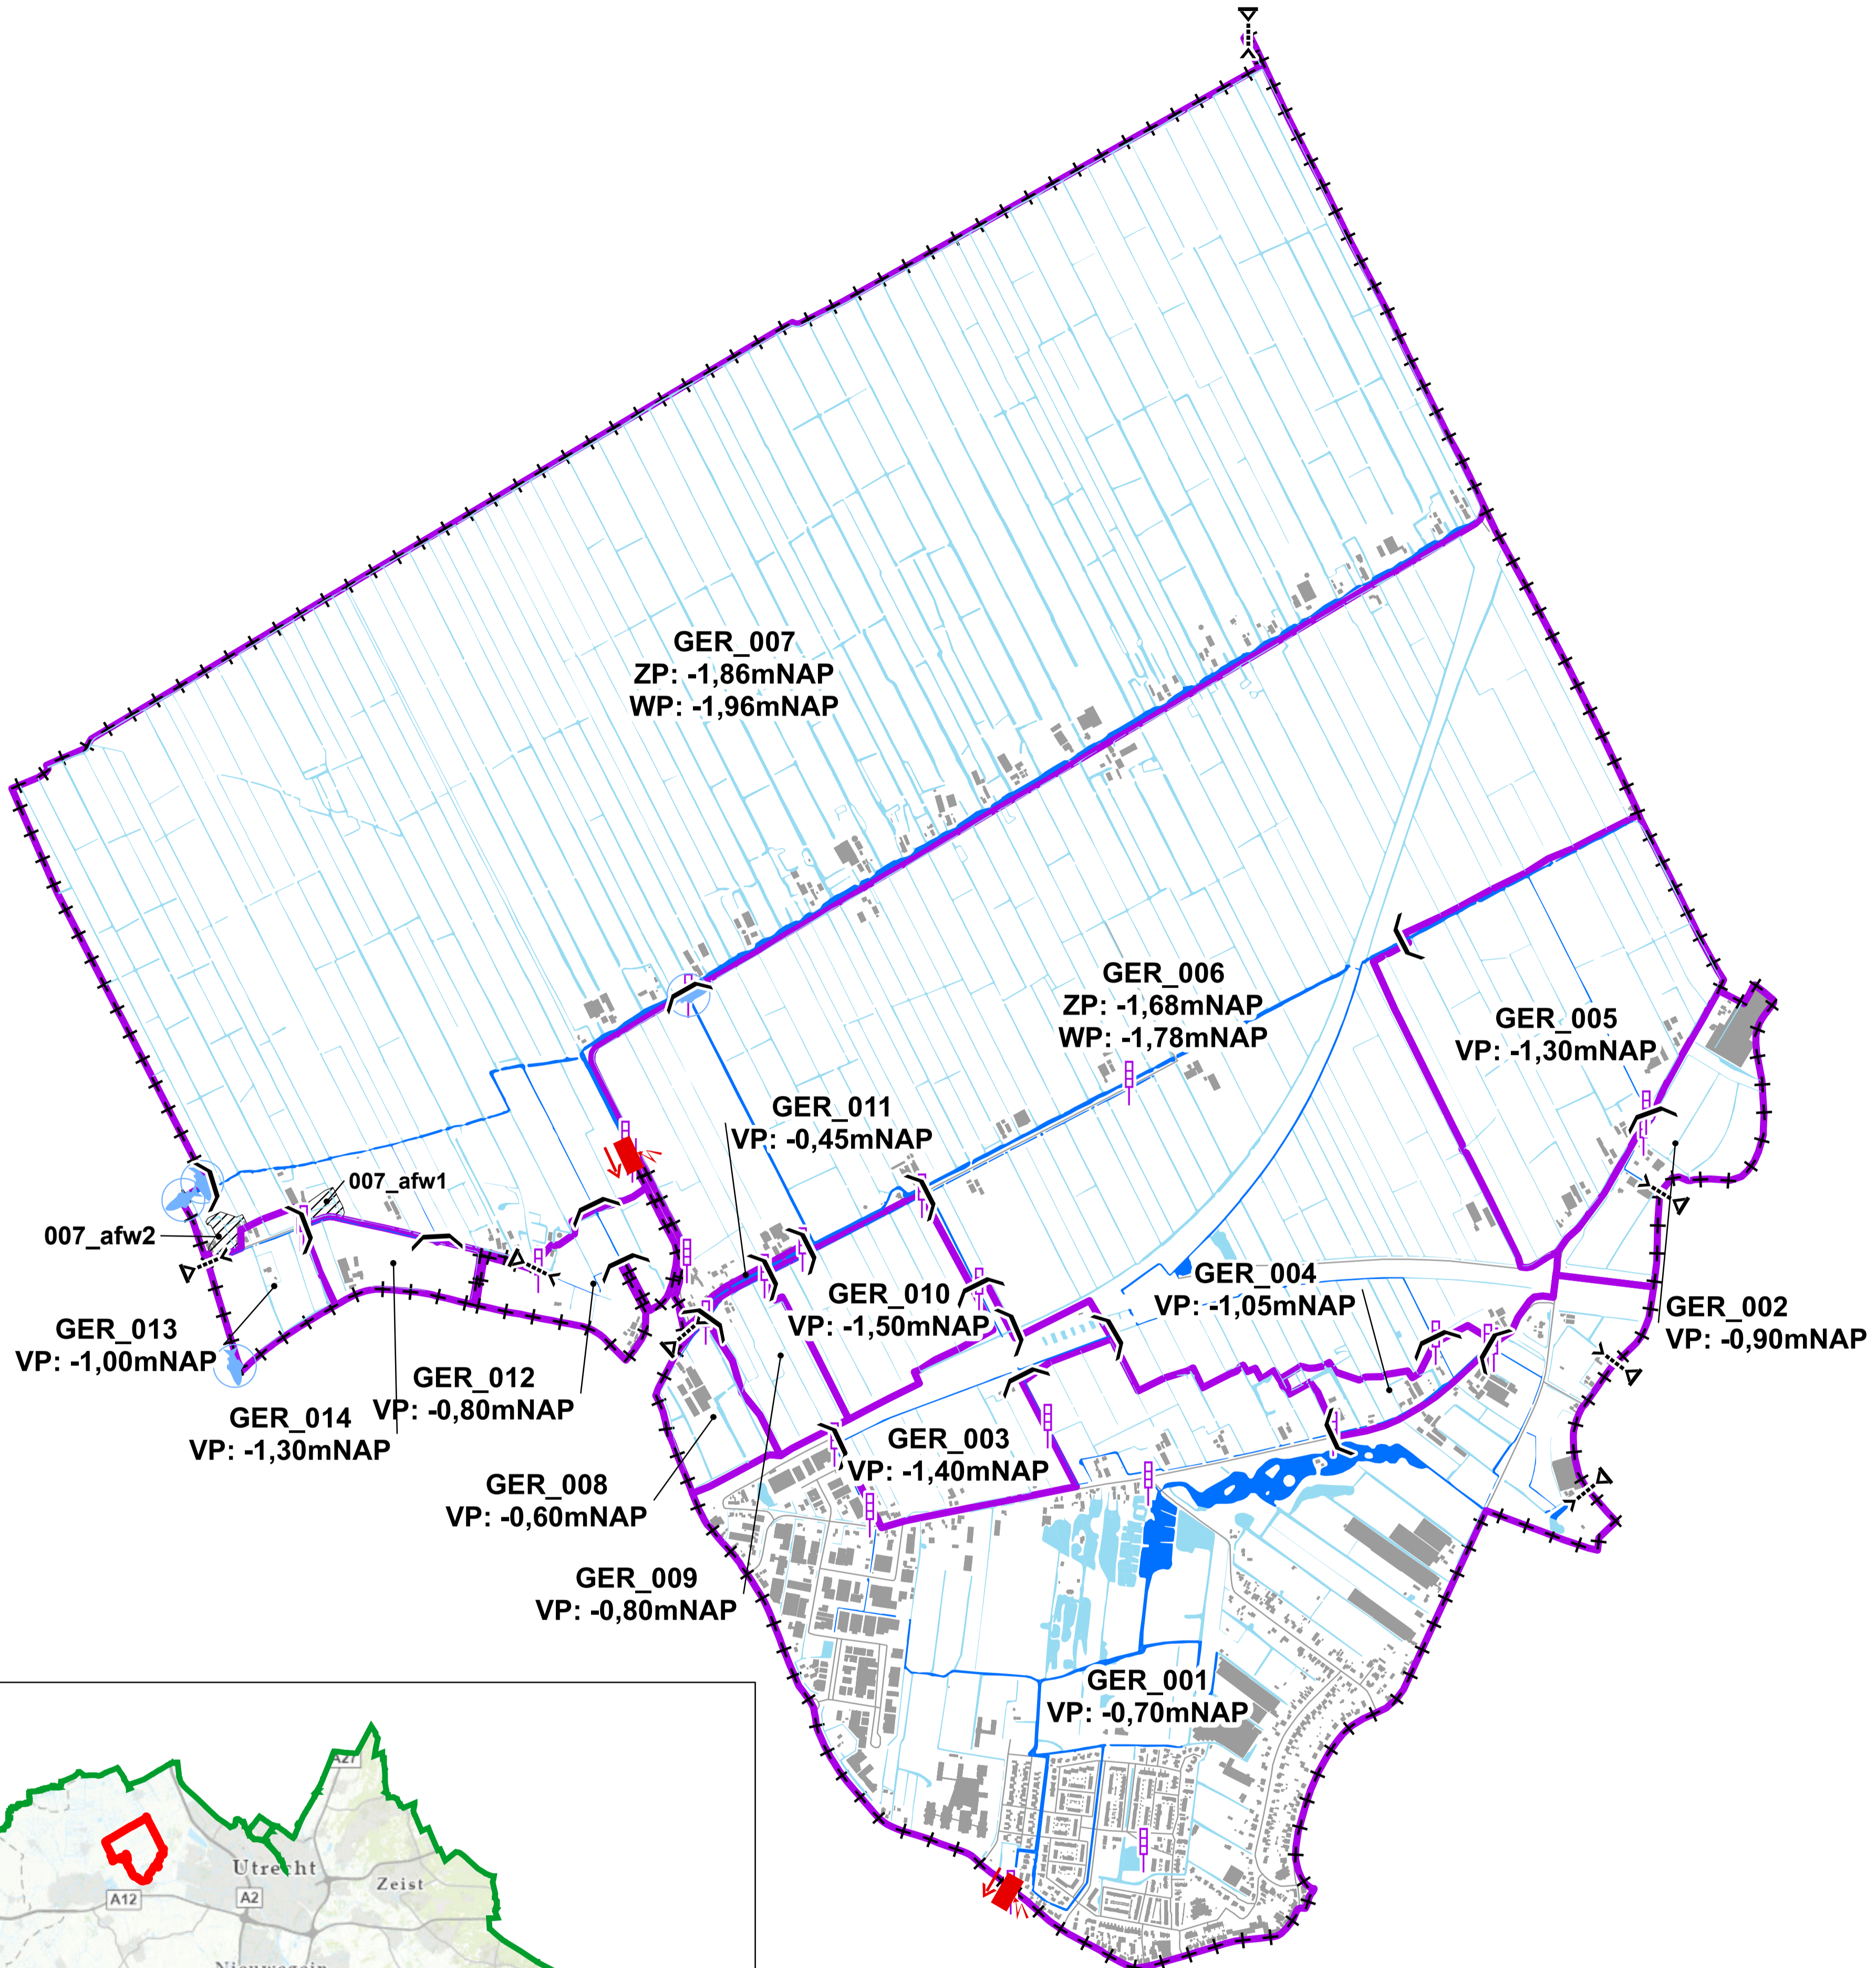 GER_007
ZP: -1,86mNAP
WP: -1,96mNAP
GER_006
ZP: -1,68mNAP
WP: -1,78mNAP
GER_005
VP: -1,30mNAP
GER_011
VP: -0,45mNAP
007_afw1
007_afw2
GER_010
VP: -1,50mNAP
GER_004
VP: -1,05mNAP
GER_002
VP: -0,90mNAP
GER_013
VP: -1,00mNAP
GER_012
VP: -0,80mNAP
GER_014
VP: -1,30mNAP
GER_003
VP: -1,40mNAP
GER_008
VP: -0,60mNAP
GER_009
VP: -0,80mNAP
GER_001
VP: -0,70mNAP
A27
Utrecht
Zeist
A12
A2
Nieuwegein